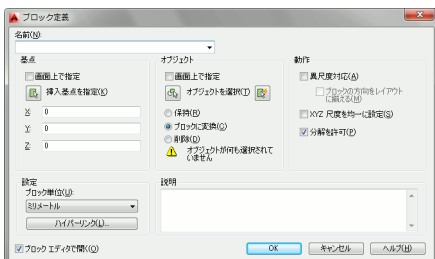 ブロック定義
名前(N):
基点
画面上で指定
挿入基点を指定(K)
X: 0
Y: 0
Z: 0
オブジェクト
画面上で指定
オブジェクトを選択(T)
保持(R)
ブロックに変換(C)
削除(D)
オブジェクトが何も選択されて
いません
動作
異尺度対応(A)
ブロックの方向をレイアウト
に揃える(M)
XYZ 尺度を均一に設定(S)
分解を許可(P)
設定
ブロック単位(U):
ミリメートル
ハイパーリンク(L)...
説明
ブロック エディタで開く(O)
OK
キャンセル
ヘルプ(H)